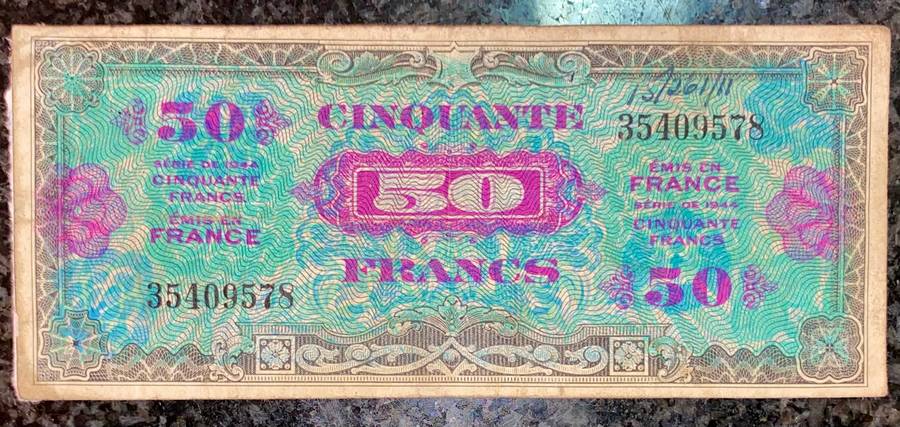 50
SÉRIE DE 1944
CINQUANTE
FRANCS
ÉMIS EN
FRANCE
35409578
CINQUANTE
50
FRANCS
35409578
ÉMIS EN
FRANCE
SÉRIE DE 1944
CINQUANTE
FRANCS
50